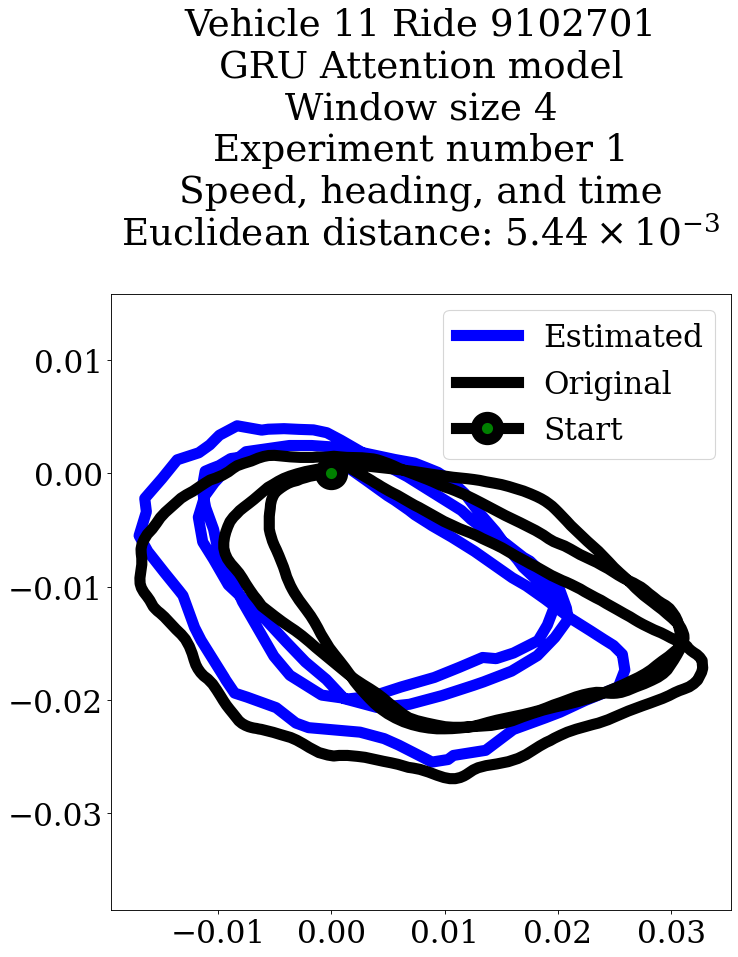 Vehicle 11 Ride 9102701
GRU Attention model
Window size 4
Experiment number 1
Speed, heading, and time
Euclidean distance: 5.44 × 10⁻³
Estimated
Original
Start
0.01
0.00
−0.01
−0.02
−0.03
−0.01 0.00 0.01 0.02 0.03